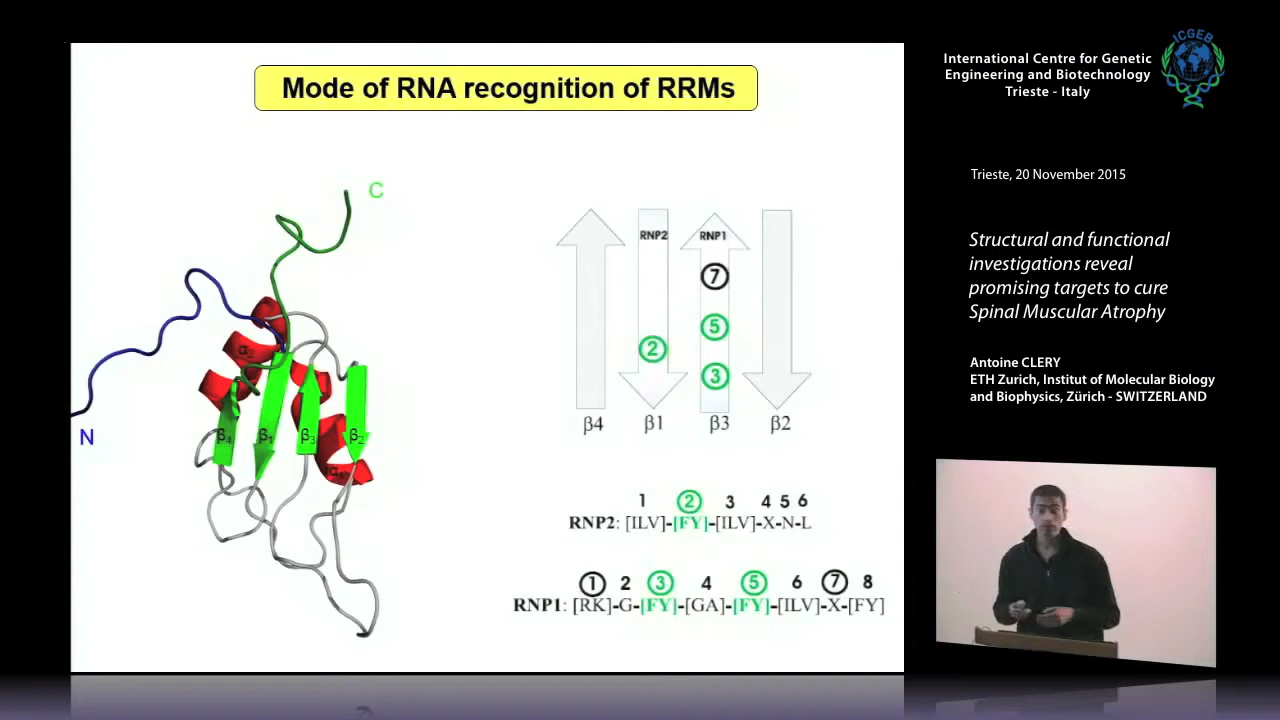 Mode of RNA recognition of RRMs
C
N
α2
β4
β1
β3
β2
RNP2
RNP1
7
5
2
3
β4
β1
β3
β2
1 2 3 4 5 6
RNP2: [ILV]-[FY]-[ILV]-X-N-L
1 2 3 4 5 6 7 8
RNP1: [RK]-G-[FY]-[GA]-[FY]-[ILV]-X-[FY]
International Centre for Genetic
Engineering and Biotechnology
Trieste - Italy
ICGEB
Trieste, 20 November 2015
Structural and functional
investigations reveal
promising targets to cure
Spinal Muscular Atrophy
Antoine CLERY
ETH Zurich, Institut of Molecular Biology
and Biophysics, Zürich - SWITZERLAND